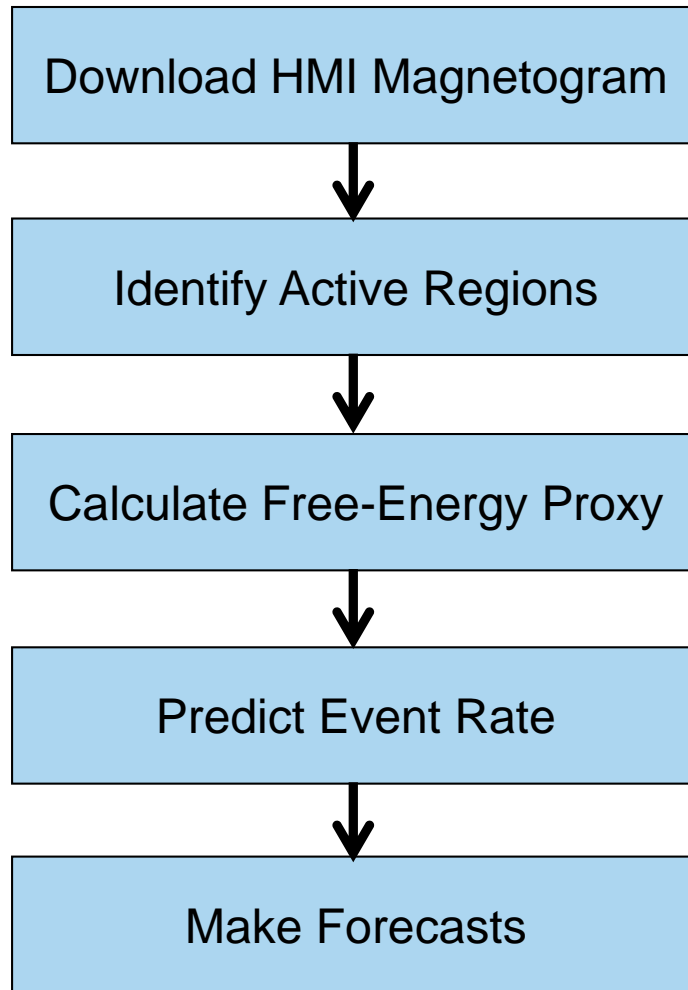 Download HMI Magnetogram
Identify Active Regions
Calculate Free-Energy Proxy
Predict Event Rate
Make Forecasts